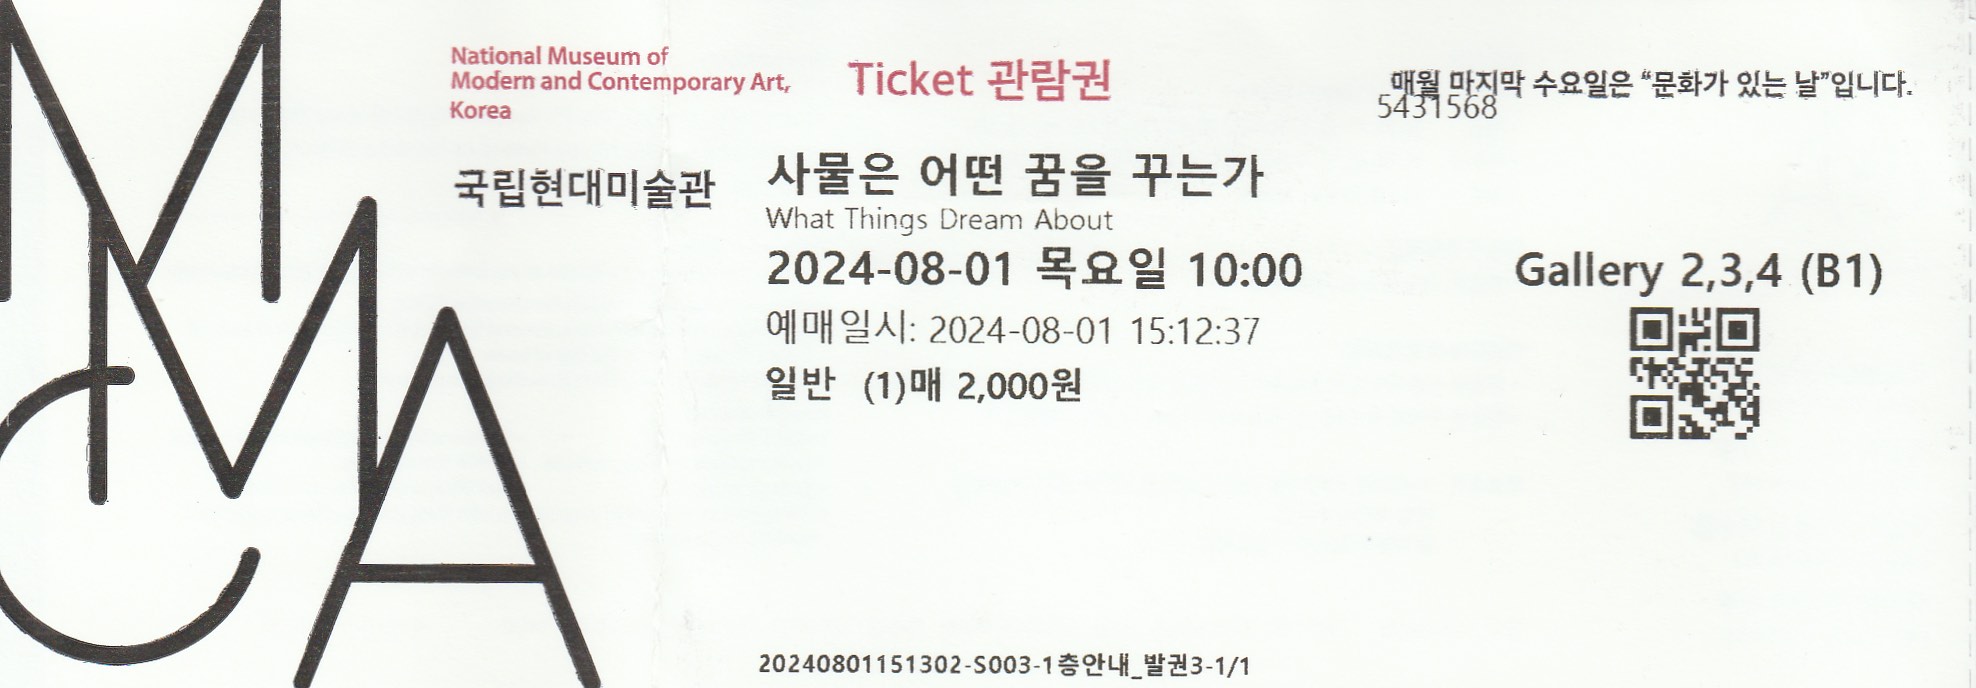 MMCA
National Museum of
Modern and Contemporary Art,
Korea
국립현대미술관
Ticket 관람권
매월 마지막 수요일은 “문화가 있는 날”입니다.
5431568
사물은 어떤 꿈을 꾸는가
What Things Dream About
2024-08-01 목요일 10:00
Gallery 2,3,4 (B1)
예매일시: 2024-08-01 15:12:37
일반 (1)매 2,000원
20240801151302-S003-1층안내_발권3-1/1